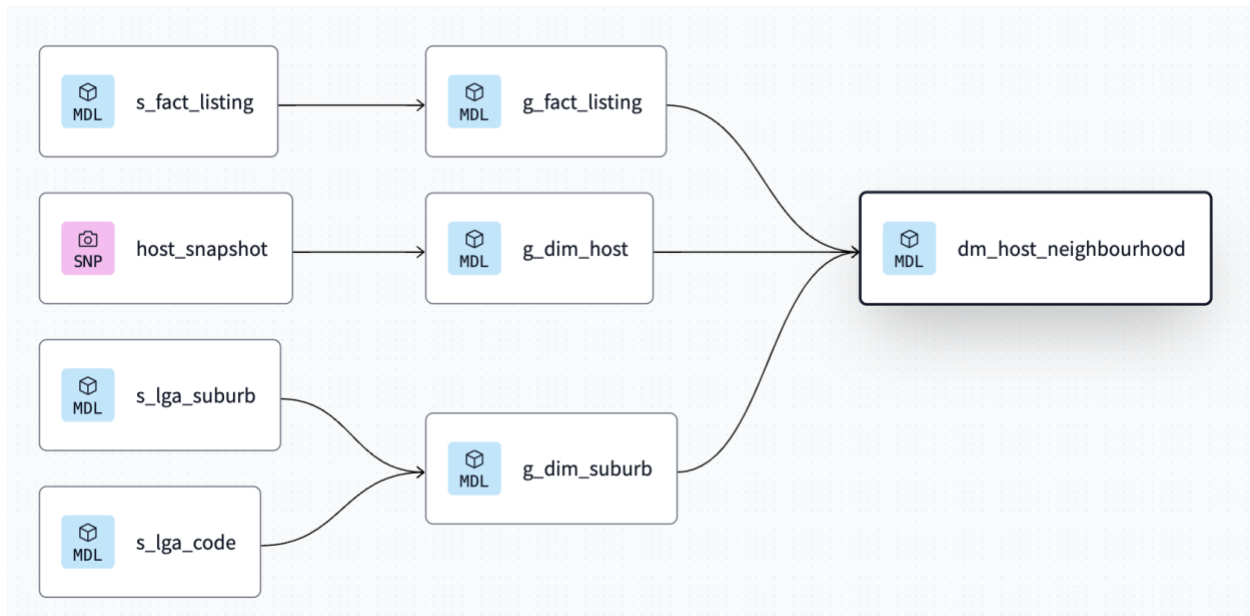 MDL
s_fact_listing
MDL
g_fact_listing
SNP
host_snapshot
MDL
g_dim_host
MDL
dm_host_neighbourhood
MDL
s_lga_suburb
MDL
g_dim_suburb
MDL
s_lga_code